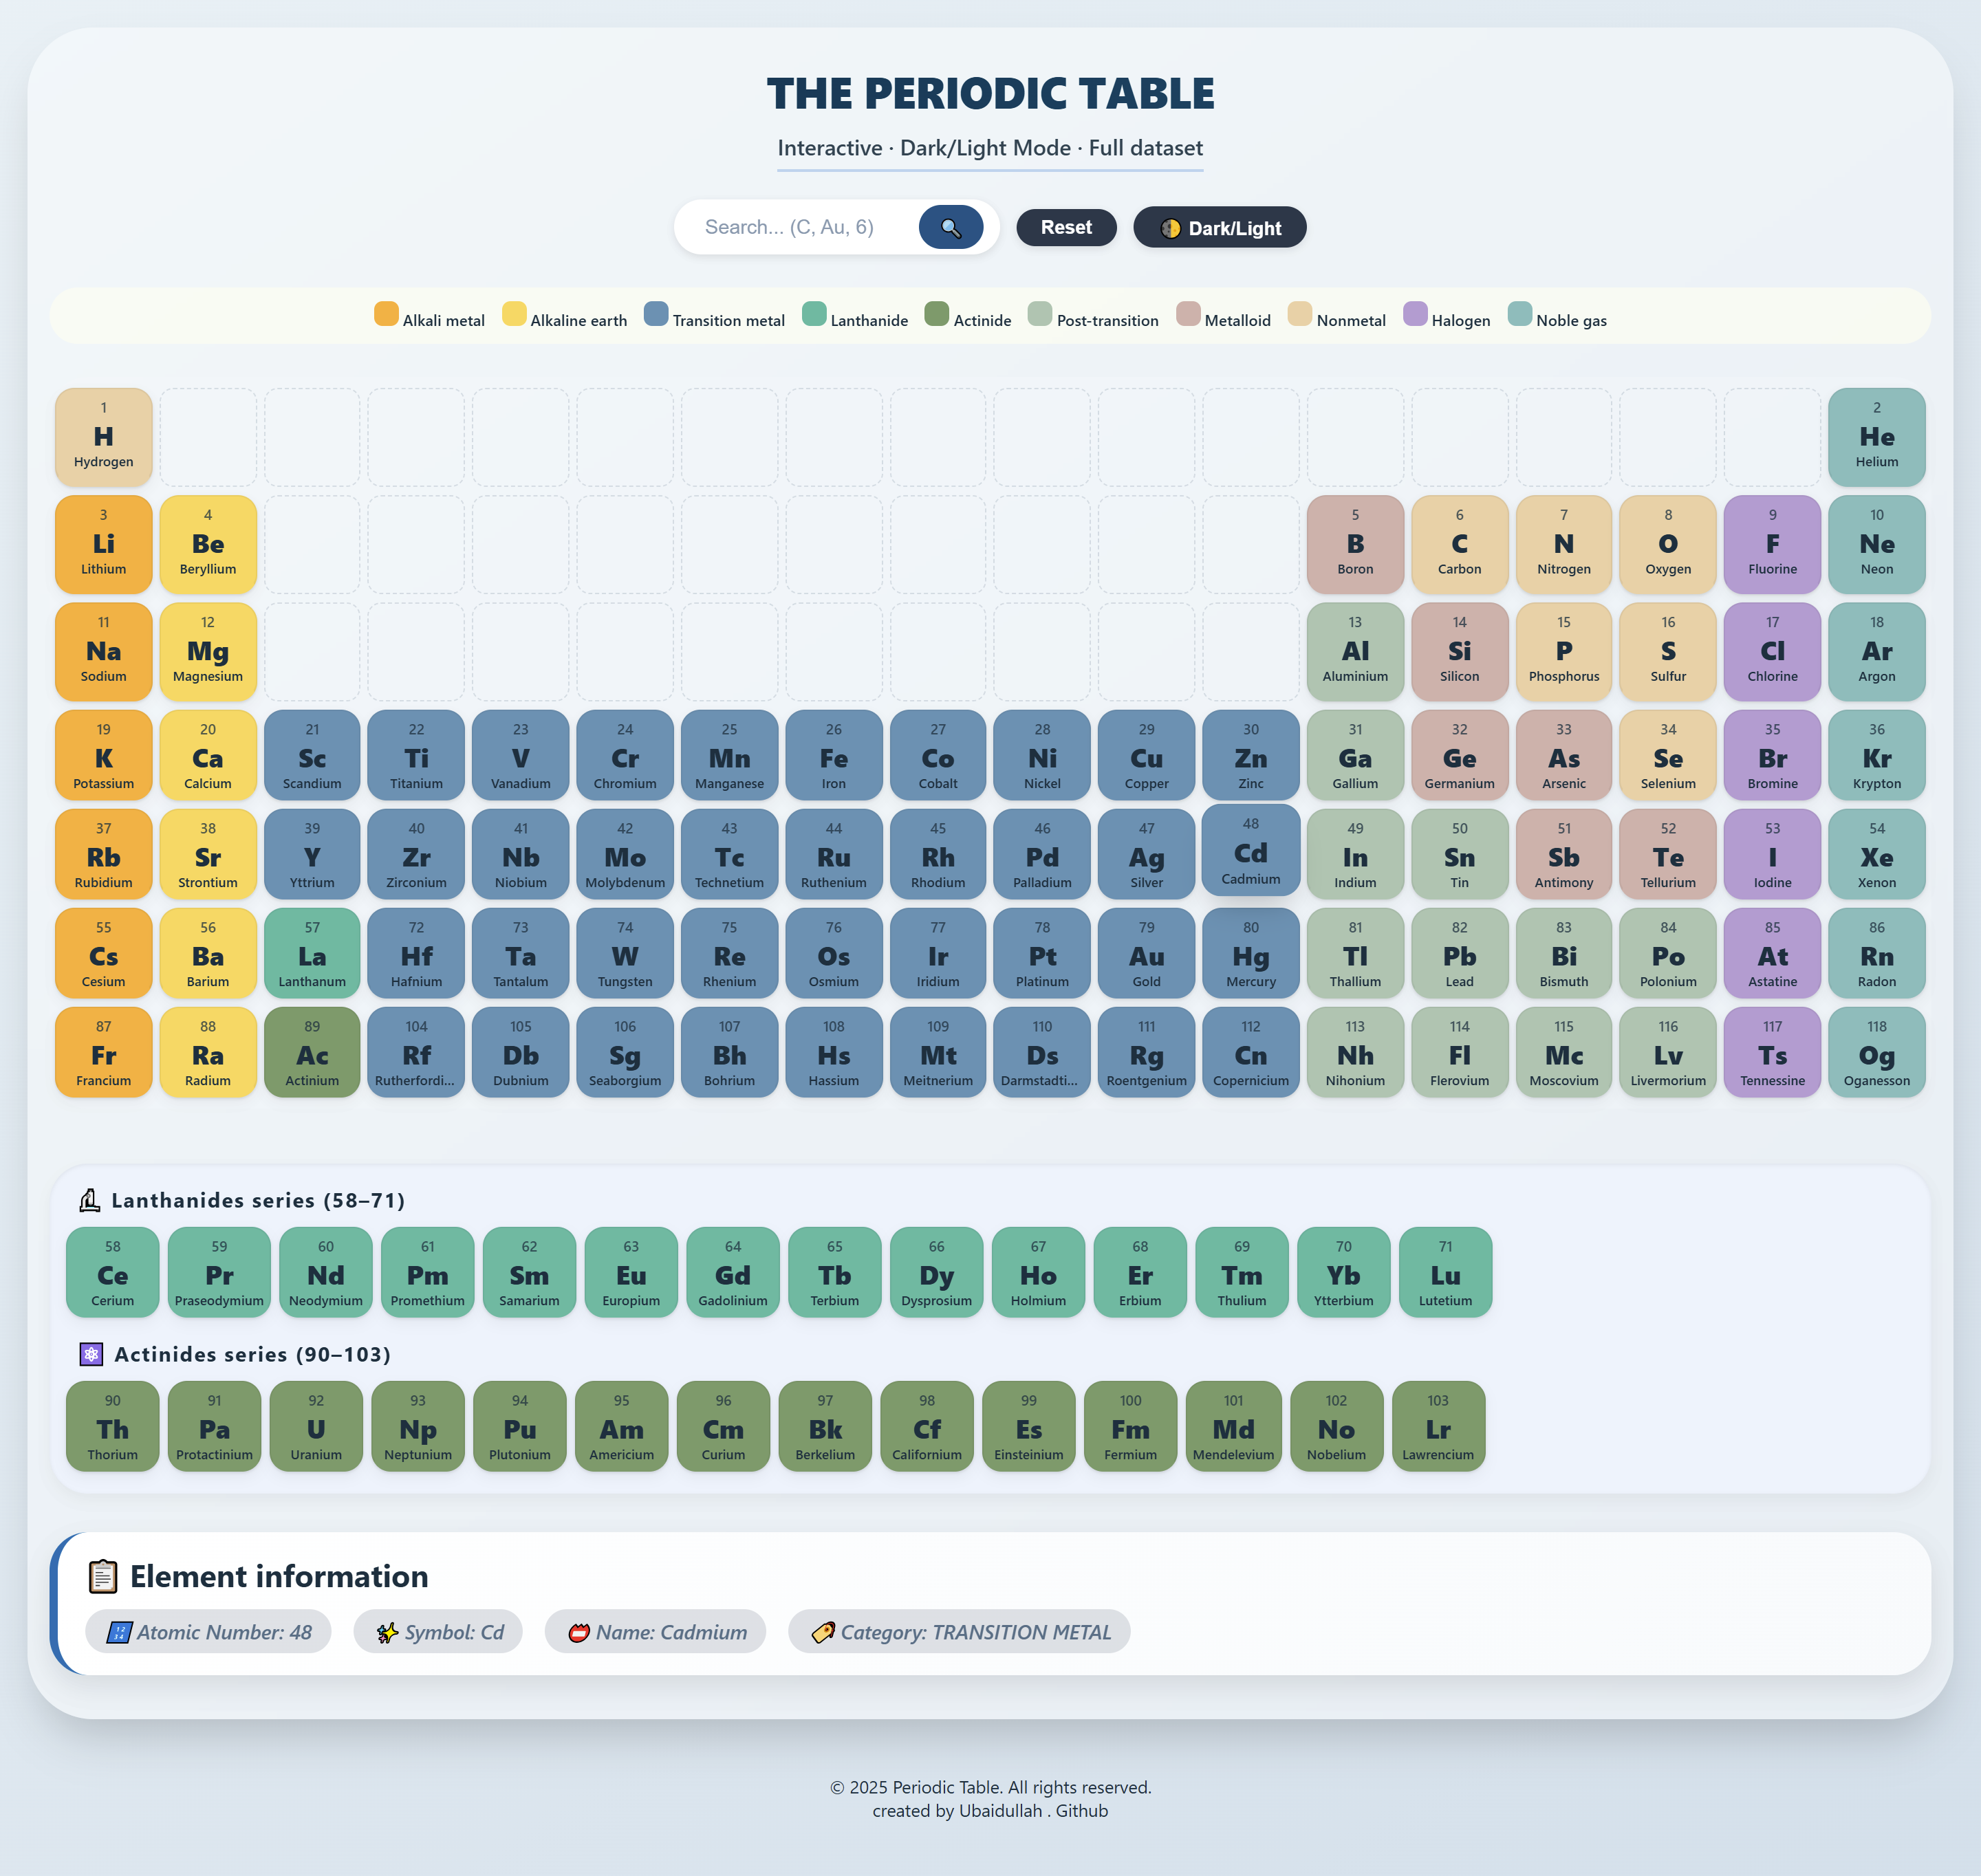 THE PERIODIC TABLE
Interactive · Dark/Light Mode · Full dataset
Search... (C, Au, 6) Reset Dark/Light
Alkali metal Alkaline earth Transition metal Lanthanide Actinide Post-transition Metalloid Nonmetal Halogen Noble gas
1 2
H He
Hydrogen Helium
3 4 5 6 7 8 9 10
Li Be B C N O F Ne
Lithium Beryllium Boron Carbon Nitrogen Oxygen Fluorine Neon
11 12 13 14 15 16 17 18
Na Mg Al Si P S Cl Ar
Sodium Magnesium Aluminium Silicon Phosphorus Sulfur Chlorine Argon
19 20 21 22 23 24 25 26 27 28 29 30 31 32 33 34 35 36
K Ca Sc Ti V Cr Mn Fe Co Ni Cu Zn Ga Ge As Se Br Kr
Potassium Calcium Scandium Titanium Vanadium Chromium Manganese Iron Cobalt Nickel Copper Zinc Gallium Germanium Arsenic Selenium Bromine Krypton
37 38 39 40 41 42 43 44 45 46 47 48 49 50 51 52 53 54
Rb Sr Y Zr Nb Mo Tc Ru Rh Pd Ag Cd In Sn Sb Te I Xe
Rubidium Strontium Yttrium Zirconium Niobium Molybdenum Technetium Ruthenium Rhodium Palladium Silver Cadmium Indium Tin Antimony Tellurium Iodine Xenon
55 56 57 72 73 74 75 76 77 78 79 80 81 82 83 84 85 86
Cs Ba La Hf Ta W Re Os Ir Pt Au Hg Tl Pb Bi Po At Rn
Cesium Barium Lanthanum Hafnium Tantalum Tungsten Rhenium Osmium Iridium Platinum Gold Mercury Thallium Lead Bismuth Polonium Astatine Radon
87 88 89 104 105 106 107 108 109 110 111 112 113 114 115 116 117 118
Fr Ra Ac Rf Db Sg Bh Hs Mt Ds Rg Cn Nh Fl Mc Lv Ts Og
Francium Radium Actinium Rutherfordi... Dubnium Seaborgium Bohrium Hassium Meitnerium Darmstadti... Roentgenium Copernicium Nihonium Flerovium Moscovium Livermorium Tennessine Oganesson
Lanthanides series (58–71)
58 59 60 61 62 63 64 65 66 67 68 69 70 71
Ce Pr Nd Pm Sm Eu Gd Tb Dy Ho Er Tm Yb Lu
Cerium Praseodymium Neodymium Promethium Samarium Europium Gadolinium Terbium Dysprosium Holmium Erbium Thulium Ytterbium Lutetium
Actinides series (90–103)
90 91 92 93 94 95 96 97 98 99 100 101 102 103
Th Pa U Np Pu Am Cm Bk Cf Es Fm Md No Lr
Thorium Protactinium Uranium Neptunium Plutonium Americium Curium Berkelium Californium Einsteinium Fermium Mendelevium Nobelium Lawrencium
Element information
Atomic Number: 48 Symbol: Cd Name: Cadmium Category: TRANSITION METAL
© 2025 Periodic Table. All rights reserved.
created by Ubaidullah . Github